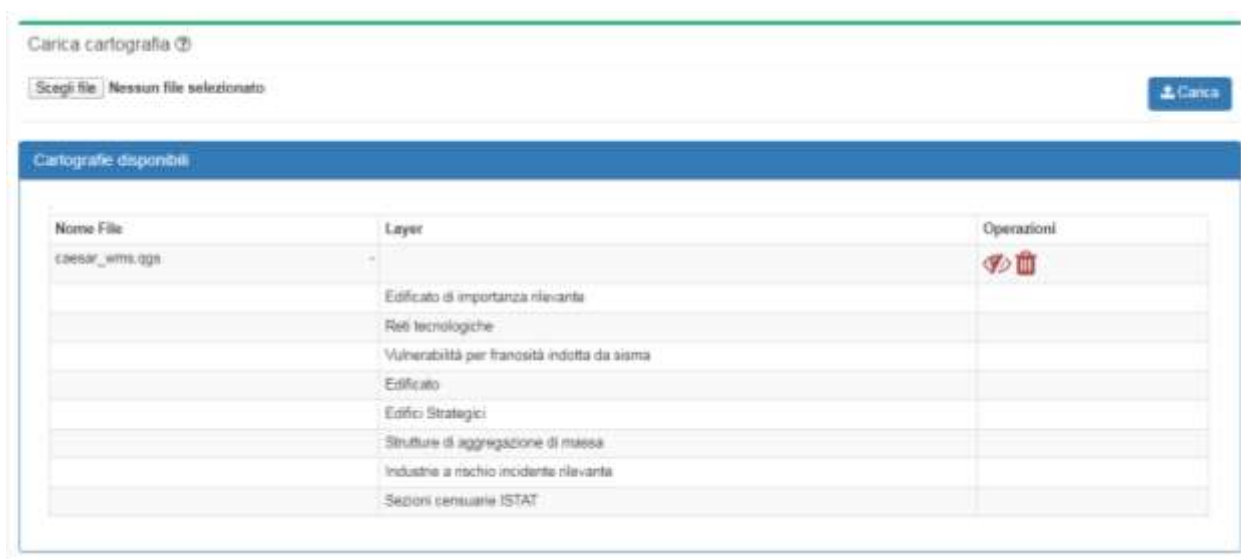 Carica cartografia
Scegli file Nessun file selezionato
Carica
Cartografie disponibili
Nome File Layer Operazioni
caesar_wms.qgs -
Edificato di importanza rilevante
Reti tecnologiche
Vulnerabilità per franosità indotta da sisma
Edificato
Edifici Strategici
Strutture di aggregazione di massa
Industrie a rischio incidente rilevante
Sezioni censuarie ISTAT